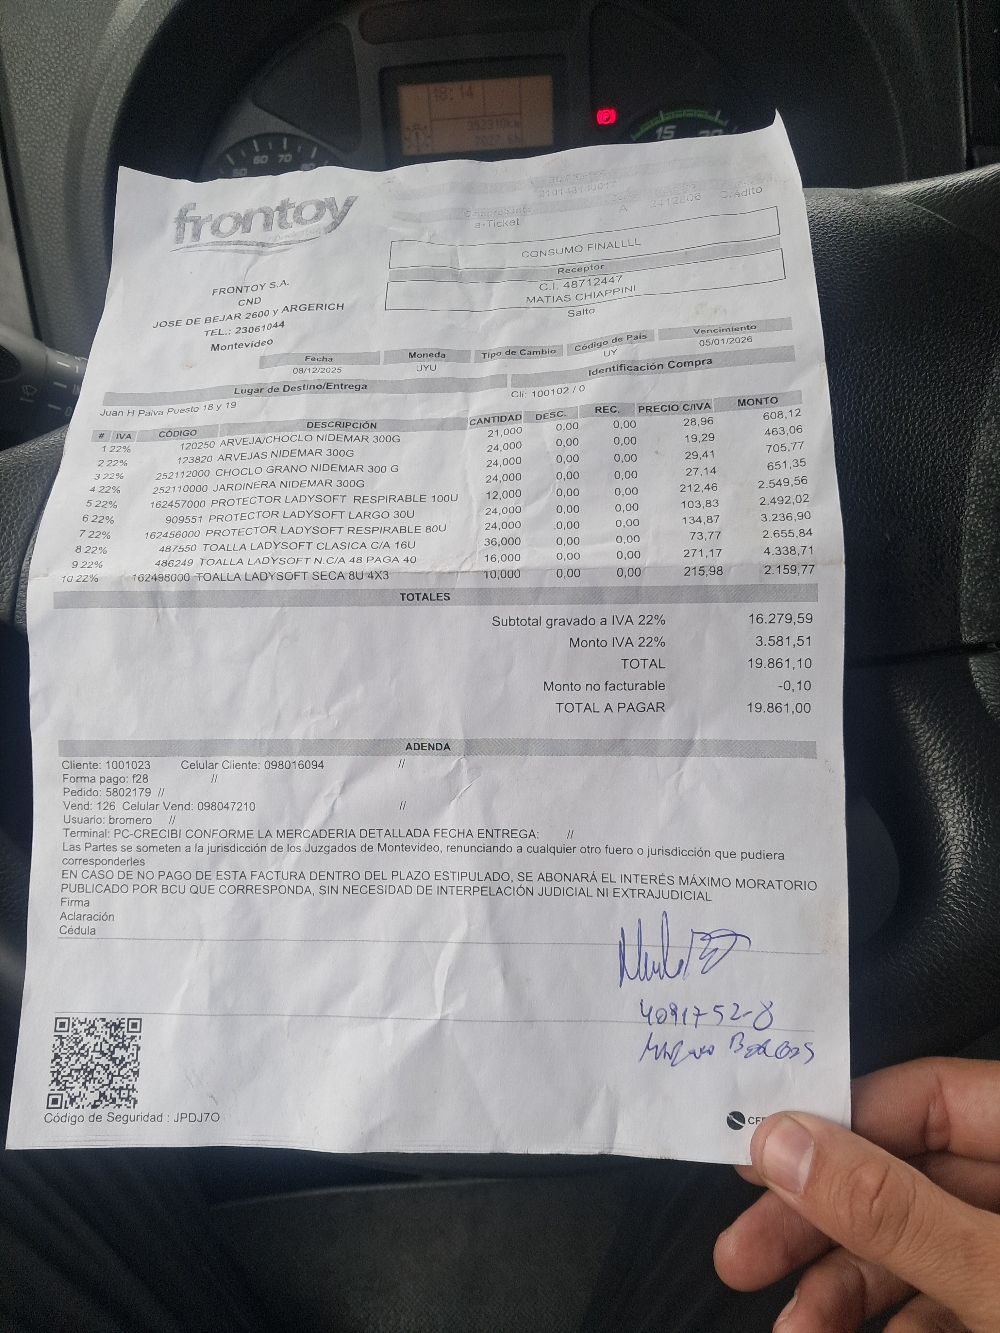 18:14
60 70
15
frontoy
e-Ticket
A 3412806 Crédito
CONSUMO FINALLLL
Receptor
C.I. 48712447
MATIAS CHIAPPINI
Salto
FRONTOY S.A.
CND
JOSE DE BEJAR 2600 y ARGERICH
TEL.: 23061044
Montevideo
Fecha Moneda Tipo de Cambio Código de País Vencimiento
08/12/2025 UYU UY 05/01/2026
Lugar de Destino/Entrega Identificación Compra
Juan H Paiva Puesto 18 y 19 Cli: 100102 / 0
# IVA CÓDIGO DESCRIPCIÓN CANTIDAD DESC. REC. PRECIO C/IVA MONTO
1 22% 120250 ARVEJA/CHOCLO NIDEMAR 300G 21,000 0,00 0,00 28,96 608,12
2 22% 123820 ARVEJAS NIDEMAR 300G 24,000 0,00 0,00 19,29 463,06
3 22% 252112000 CHOCLO GRANO NIDEMAR 300 G 24,000 0,00 0,00 29,41 705,77
4 22% 252110000 JARDINERA NIDEMAR 300G 24,000 0,00 0,00 27,14 651,35
5 22% 162457000 PROTECTOR LADYSOFT RESPIRABLE 100U 12,000 0,00 0,00 212,46 2.549,56
6 22% 909551 PROTECTOR LADYSOFT LARGO 30U 24,000 0,00 0,00 103,83 2.492,02
7 22% 162456000 PROTECTOR LADYSOFT RESPIRABLE 80U 24,000 0,00 0,00 134,87 3.236,90
8 22% 487550 TOALLA LADYSOFT CLASICA C/A 16U 36,000 0,00 0,00 73,77 2.655,84
9 22% 486249 TOALLA LADYSOFT N.C/A 48 PAGA 40 16,000 0,00 0,00 271,17 4.338,71
10 22% 162498000 TOALLA LADYSOFT SECA 8U 4X3 10,000 0,00 0,00 215,98 2.159,77
TOTALES
Subtotal gravado a IVA 22% 16.279,59
Monto IVA 22% 3.581,51
TOTAL 19.861,10
Monto no facturable -0,10
TOTAL A PAGAR 19.861,00
ADENDA
Cliente: 1001023 Celular Cliente: 098016094 //
Forma pago: f28 //
Pedido: 5802179 //
Vend: 126 Celular Vend: 098047210 //
Usuario: bromero //
Terminal: PC-CRECIBI CONFORME LA MERCADERIA DETALLADA FECHA ENTREGA: //
Las Partes se someten a la jurisdicción de los Juzgados de Montevideo, renunciando a cualquier otro fuero o jurisdicción que pudiera
corresponderles
EN CASO DE NO PAGO DE ESTA FACTURA DENTRO DEL PLAZO ESTIPULADO, SE ABONARÁ EL INTERÉS MÁXIMO MORATORIO
PUBLICADO POR BCU QUE CORRESPONDA, SIN NECESIDAD DE INTERPELACIÓN JUDICIAL NI EXTRAJUDICIAL
Firma
Aclaración
Cédula
4091752-8
Código de Seguridad : JPDJ7O